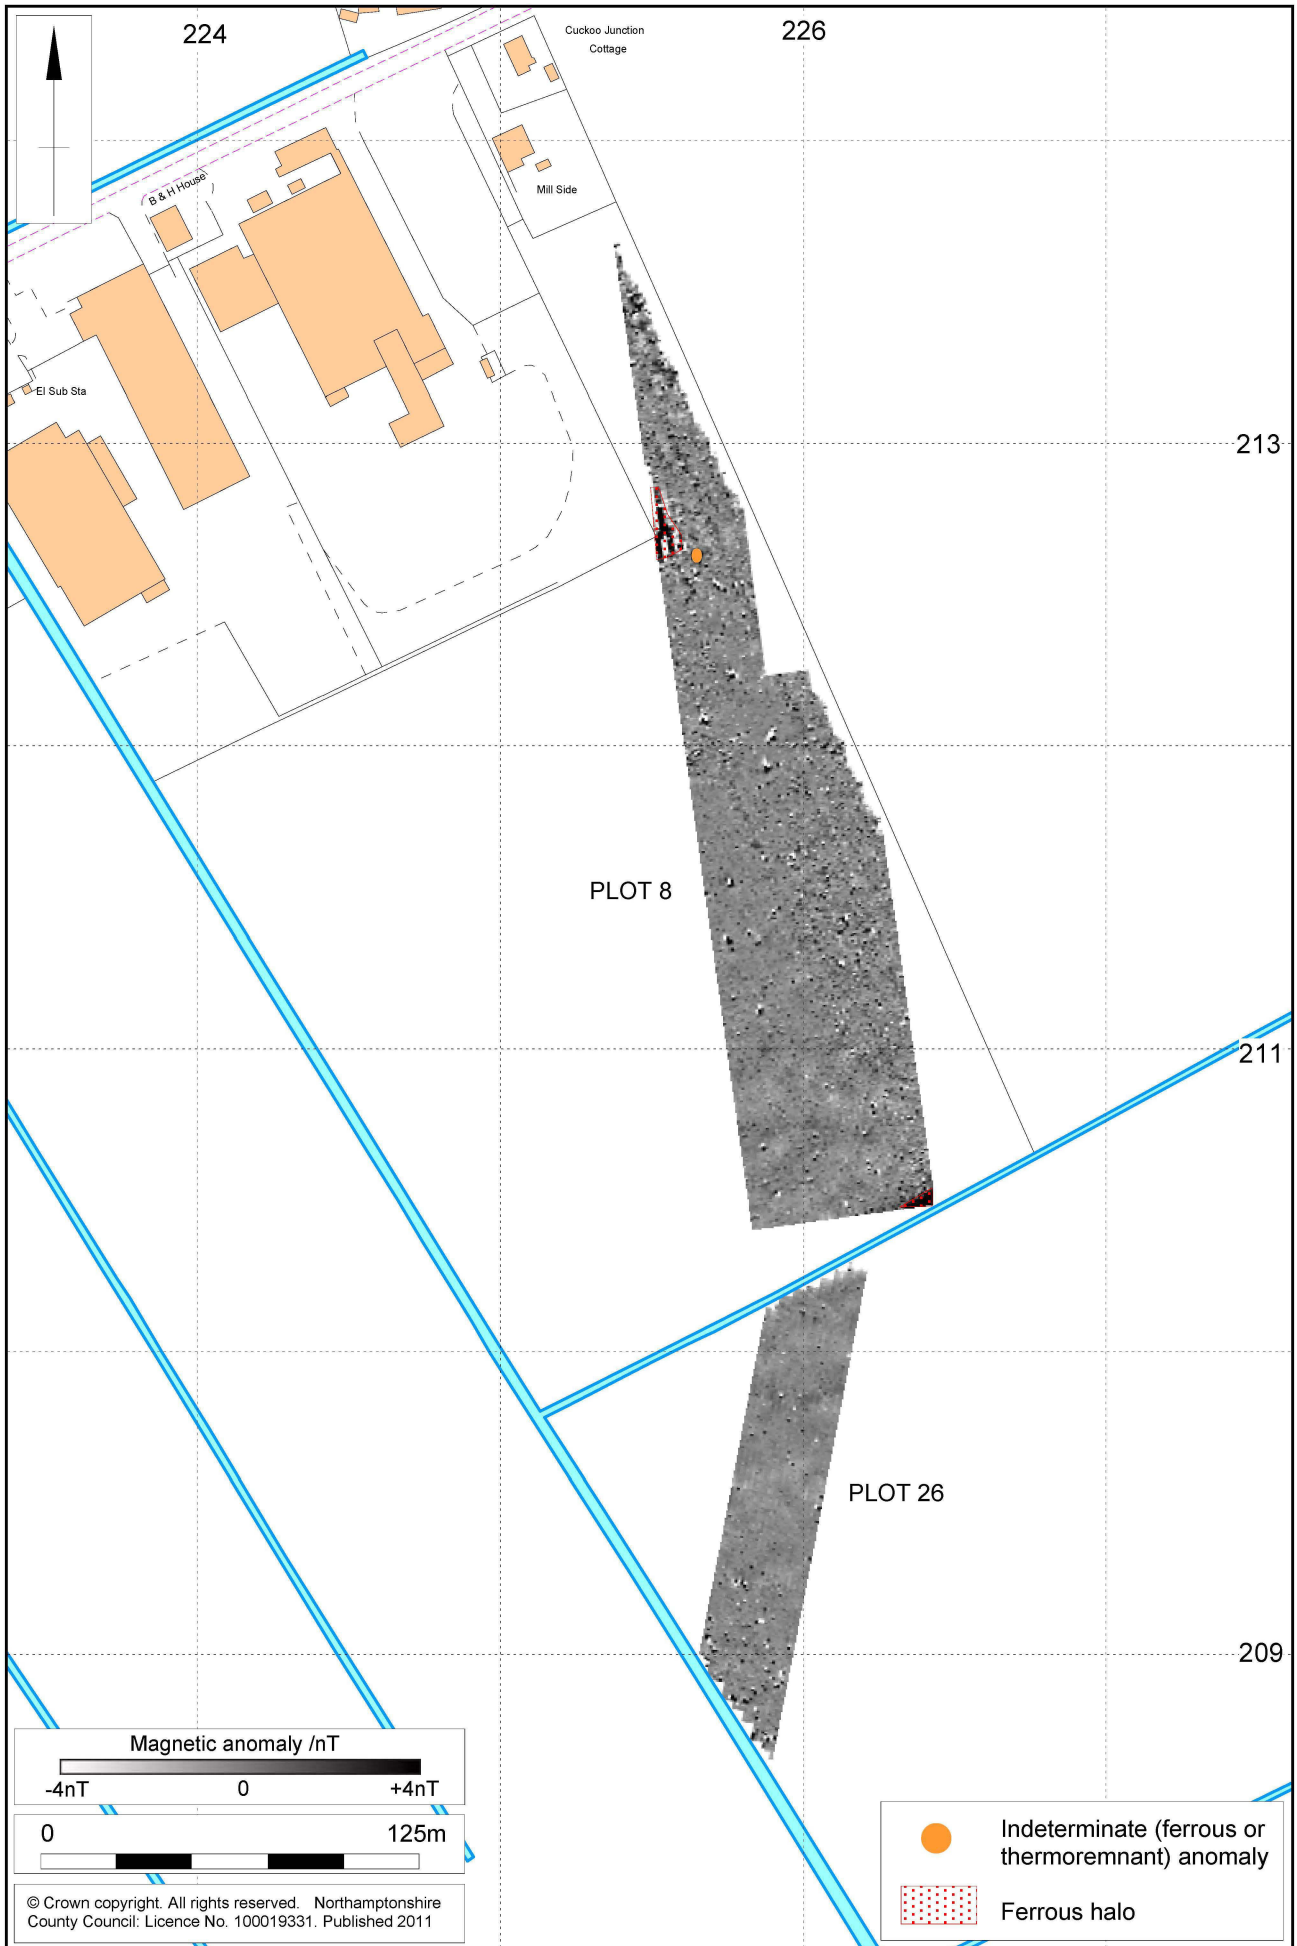 224
226
Cuckoo Junction
Cottage
B & H House
Mill Side
El Sub Sta
213
PLOT 8
211
PLOT 26
209
Magnetic anomaly /nT
-4nT 0 +4nT
0 125m
© Crown copyright. All rights reserved. Northamptonshire
County Council: Licence No. 100019331. Published 2011
Indeterminate (ferrous or
thermoremnant) anomaly
Ferrous halo